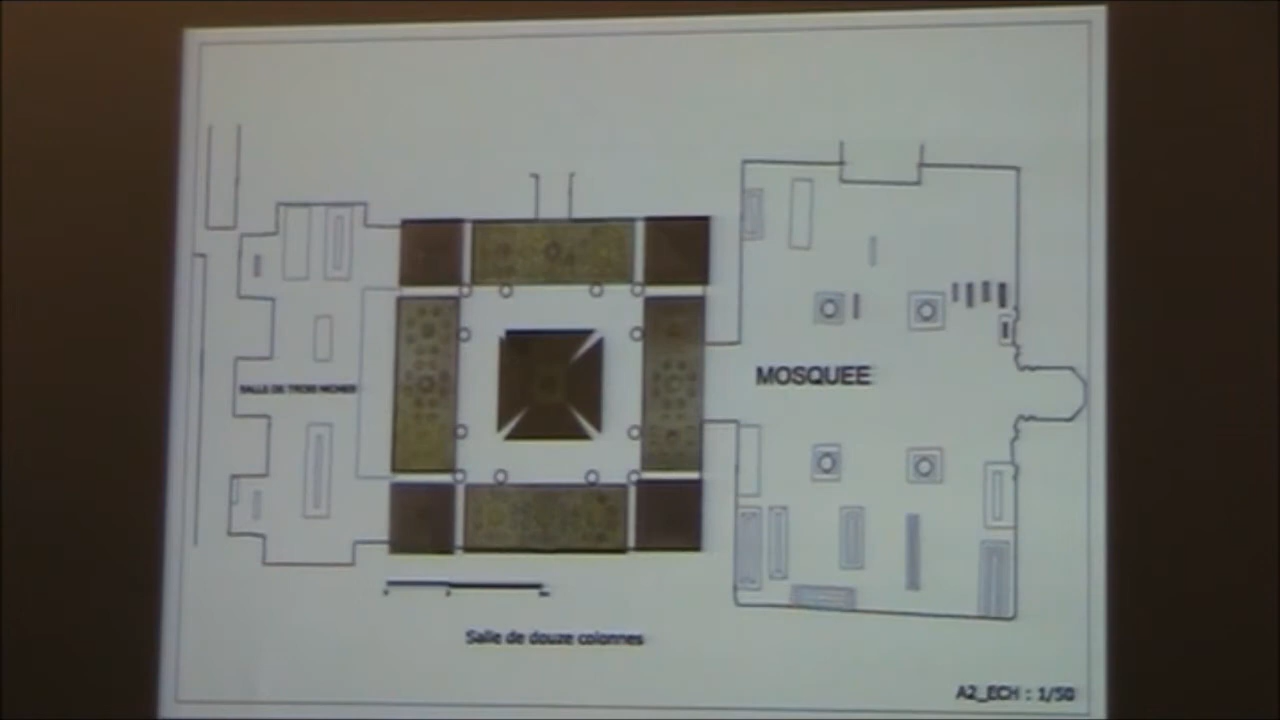 MOSQUEE
SALLE DE TROIS NICHES
Salle de douze colonnes
A2_ECH : 1/50